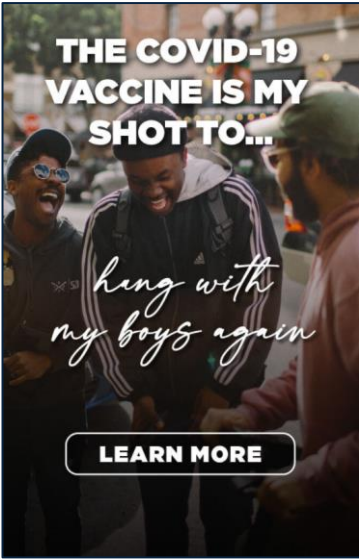 THE COVID-19
VACCINE IS MY
SHOT TO...
hang with
my boys again
LEARN MORE